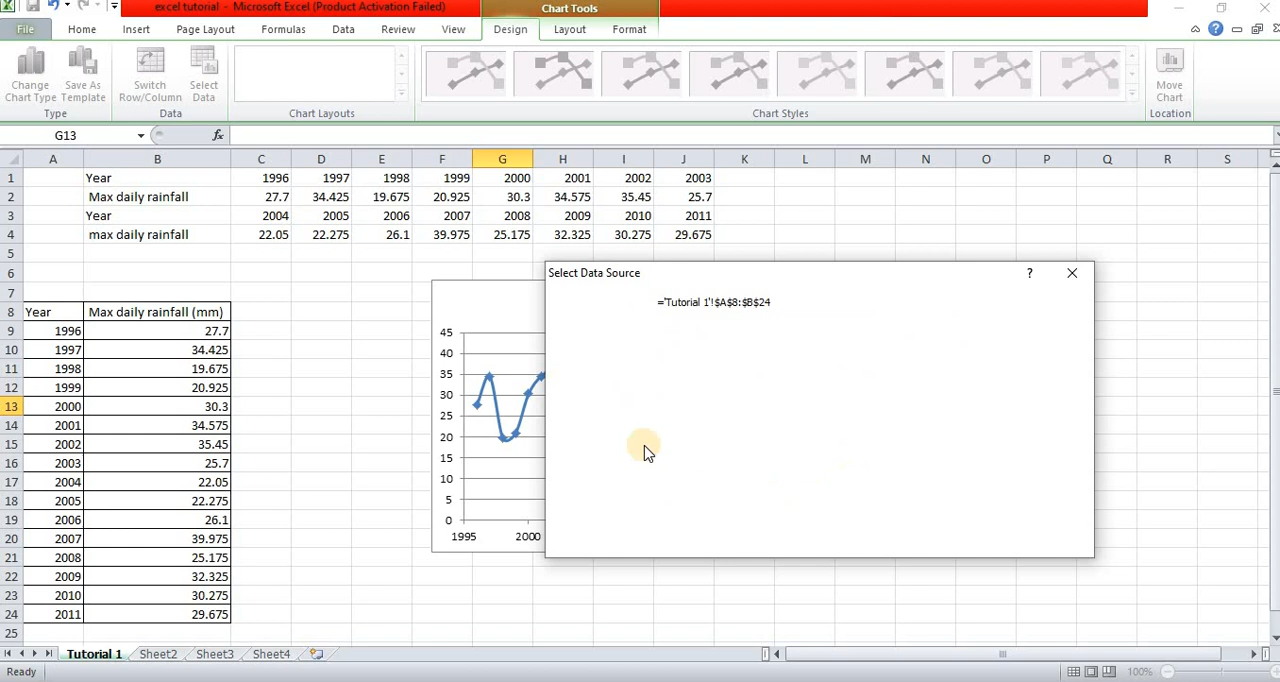 excel tutorial - Microsoft Excel (Product Activation Failed)
Chart Tools
File Home Insert Page Layout Formulas Data Review View Design Layout Format
Change Chart Type
Save As Template
Switch Row/Column
Select Data
Move Chart
Type Data Chart Layouts Chart Styles Location
G13 fx
A B C D E F G H I J K L M N O P Q R S
1 Year 1996 1997 1998 1999 2000 2001 2002 2003
2 Max daily rainfall 27.7 34.425 19.675 20.925 30.3 34.575 35.45 25.7
3 Year 2004 2005 2006 2007 2008 2009 2010 2011
4 max daily rainfall 22.05 22.275 26.1 39.975 25.175 32.325 30.275 29.675
5
6
7
8 Year Max daily rainfall (mm)
9 1996 27.7
10 1997 34.425
11 1998 19.675
12 1999 20.925
13 2000 30.3
14 2001 34.575
15 2002 35.45
16 2003 25.7
17 2004 22.05
18 2005 22.275
19 2006 26.1
20 2007 39.975
21 2008 25.175
22 2009 32.325
23 2010 30.275
24 2011 29.675
25
45
40
35
30
25
20
15
10
5
0
1995 2000
Select Data Source ?
='Tutorial 1'!$A$8:$B$24
Tutorial 1 Sheet2 Sheet3 Sheet4
Ready 100%